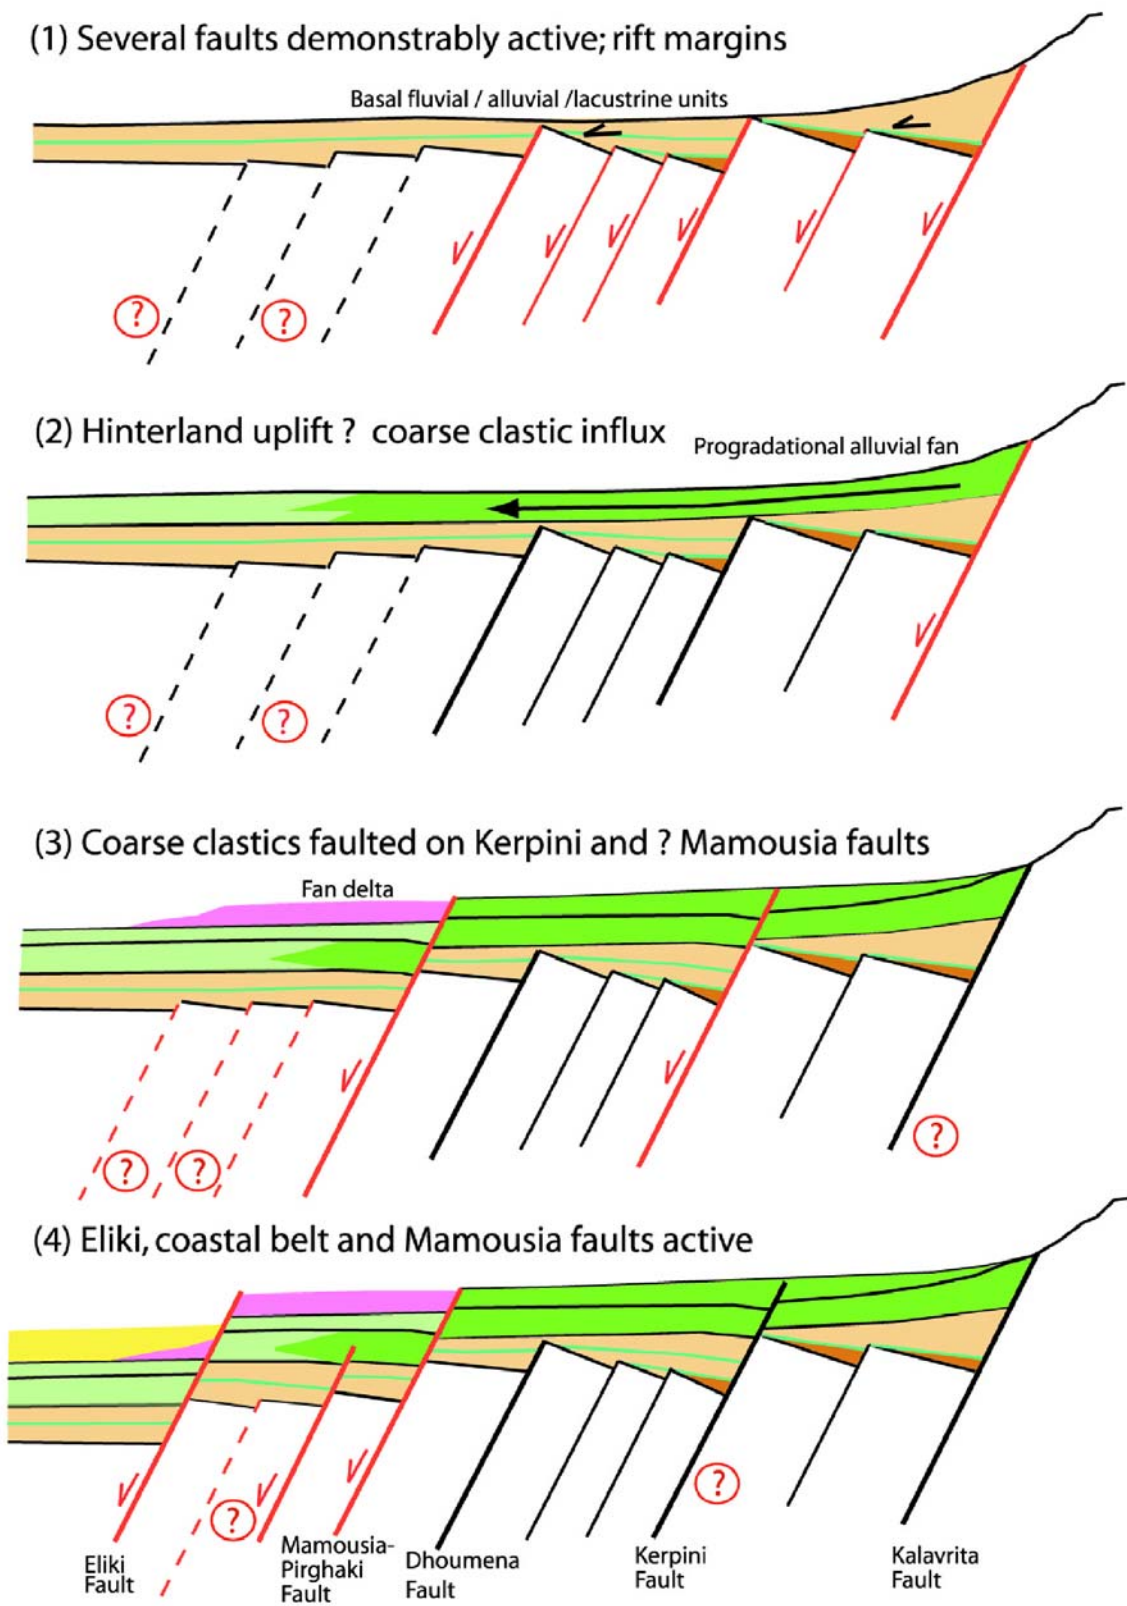 (1) Several faults demonstrably active; rift margins
Basal fluvial / alluvial /lacustrine units
?
?
(2) Hinterland uplift ? coarse clastic influx
Progradational alluvial fan
?
?
(3) Coarse clastics faulted on Kerpini and ? Mamousia faults
Fan delta
?
?
?
(4) Eliki, coastal belt and Mamousia faults active
?
?
Eliki
Fault
Mamousia-
Pirghaki
Fault
Dhoumena
Fault
Kerpini
Fault
Kalavrita
Fault